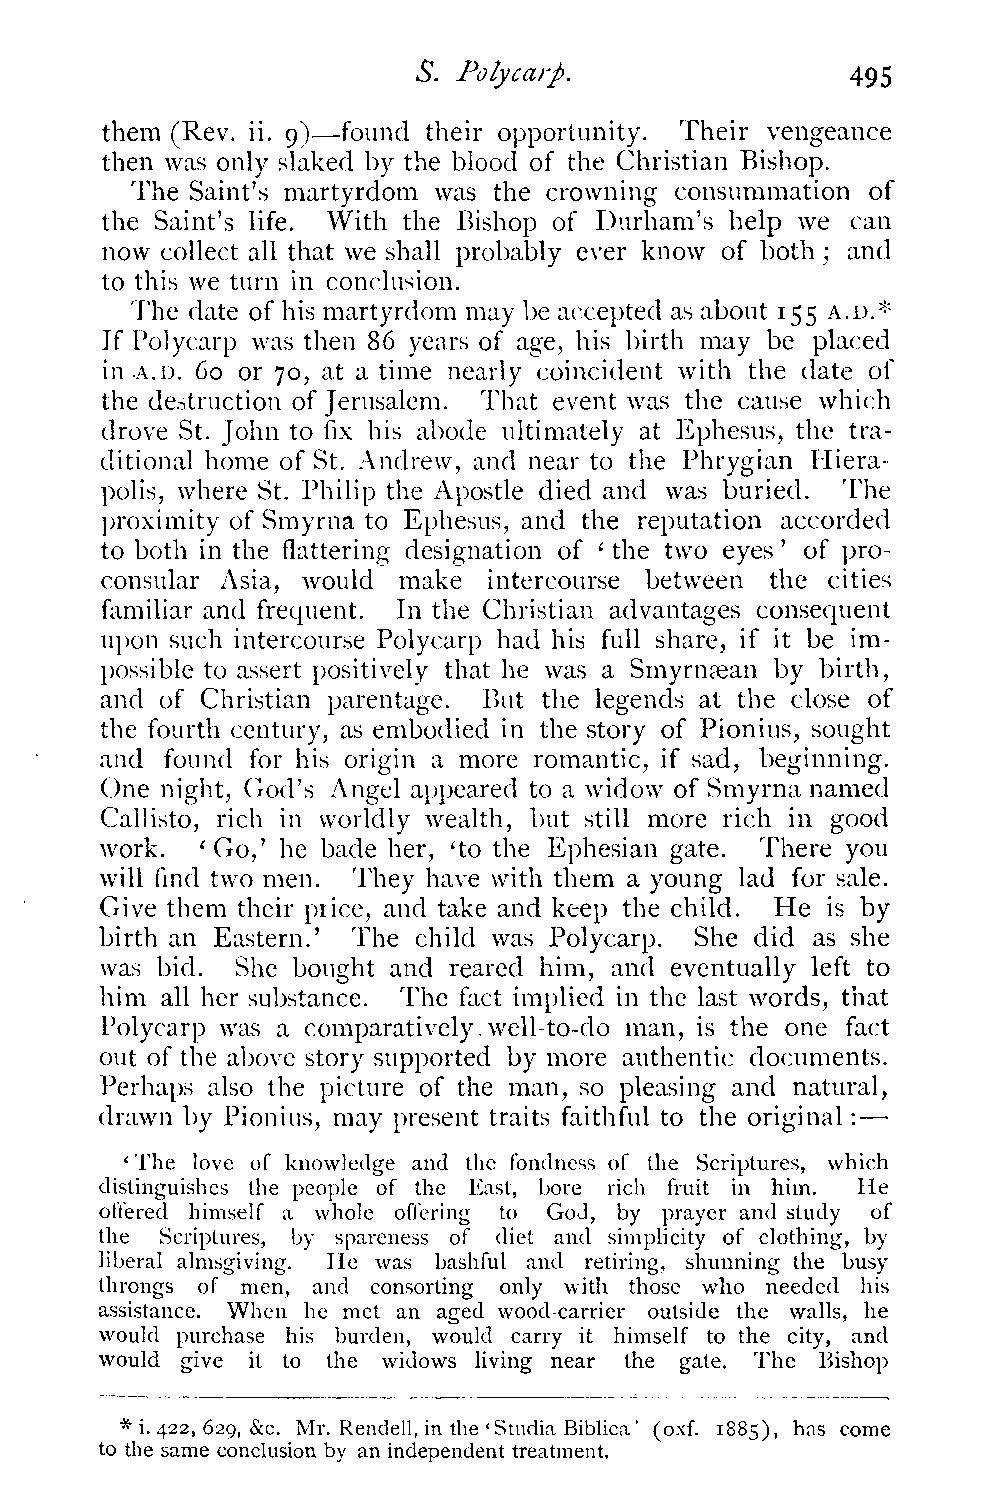 S. Polycarp. 495
them (Rev. ii. 9)—found their opportunity. Their vengeance
then was only slaked by the blood of the Christian Bishop.
The Saint's martyrdom was the crowning consummation of
the Saint's life. With the Bishop of Durham's help we can
now collect all that we shall probably ever know of both; and
to this we turn in conclusion.
The date of his martyrdom may be accepted as about 155 A.D.*
If Polycarp was then 86 years of age, his birth may be placed
in A.D. 60 or 70, at a time nearly coincident with the date of
the destruction of Jerusalem. That event was the cause which
drove St. John to fix his abode ultimately at Ephesus, the tra-
ditional home of St. Andrew, and near to the Phrygian Hiera-
polis, where St. Philip the Apostle died and was buried. The
proximity of Smyrna to Ephesus, and the reputation accorded
to both in the flattering designation of 'the two eyes' of pro-
consular Asia, would make intercourse between the cities
familiar and frequent. In the Christian advantages consequent
upon such intercourse Polycarp had his full share, if it be im-
possible to assert positively that he was a Smyrnæan by birth,
and of Christian parentage. But the legends at the close of
the fourth century, as embodied in the story of Pionius, sought
and found for his origin a more romantic, if sad, beginning.
One night, God's Angel appeared to a widow of Smyrna named
Callisto, rich in worldly wealth, but still more rich in good
work. 'Go,' he bade her, 'to the Ephesian gate. There you
will find two men. They have with them a young lad for sale.
Give them their price, and take and keep the child. He is by
birth an Eastern.' The child was Polycarp. She did as she
was bid. She bought and reared him, and eventually left to
him all her substance. The fact implied in the last words, that
Polycarp was a comparatively well-to-do man, is the one fact
out of the above story supported by more authentic documents.
Perhaps also the picture of the man, so pleasing and natural,
drawn by Pionius, may present traits faithful to the original:—
'The love of knowledge and the fondness of the Scriptures, which
distinguishes the people of the East, bore rich fruit in him. He
offered himself a whole offering to God, by prayer and study of
the Scriptures, by spareness of diet and simplicity of clothing, by
liberal almsgiving. He was bashful and retiring, shunning the busy
throngs of men, and consorting only with those who needed his
assistance. When he met an aged wood-carrier outside the walls, he
would purchase his burden, would carry it himself to the city, and
would give it to the widows living near the gate. The Bishop
* i. 422, 629, &c. Mr. Rendell, in the 'Studia Biblica' (oxf. 1885), has come
to the same conclusion by an independent treatment.